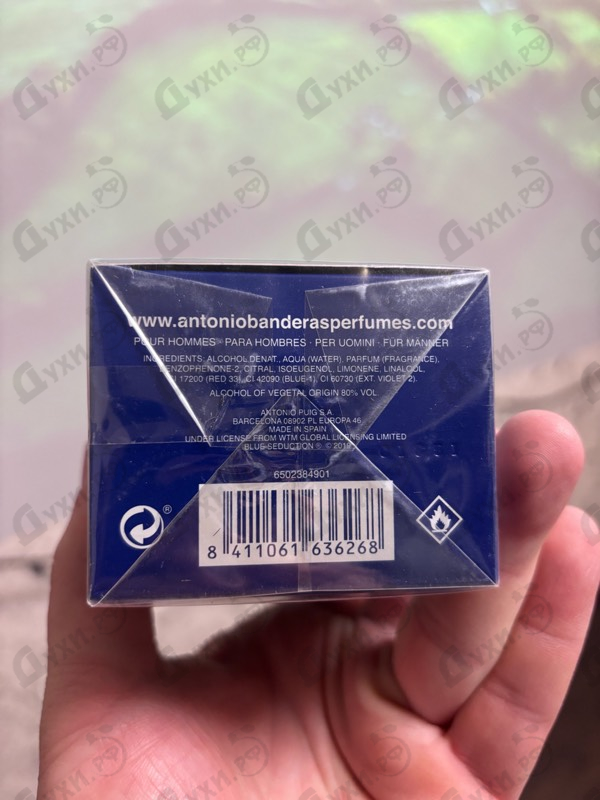 www.antoniobanderasperfumes.com
POUR HOMMES · PARA HOMBRES · PER UOMINI · FÜR MÄNNER
INGREDIENTS: ALCOHOL DENAT., AQUA (WATER), PARFUM (FRAGRANCE),
BENZOPHENONE-2, CITRAL, ISOEUGENOL, LIMONENE, LINALOOL,
CI 17200 (RED 33), CI 42090 (BLUE-1), CI 60730 (EXT. VIOLET 2).
ALCOHOL OF VEGETAL ORIGIN 80% VOL
ANTONIO PUIG S.A.
BARCELONA 08902 PL EUROPA 46
MADE IN SPAIN
UNDER LICENSE FROM WTM GLOBAL LICENSING LIMITED
BLUE SEDUCTION ® © 2019
6502384901
®
8 411061 636268
Духи.рф